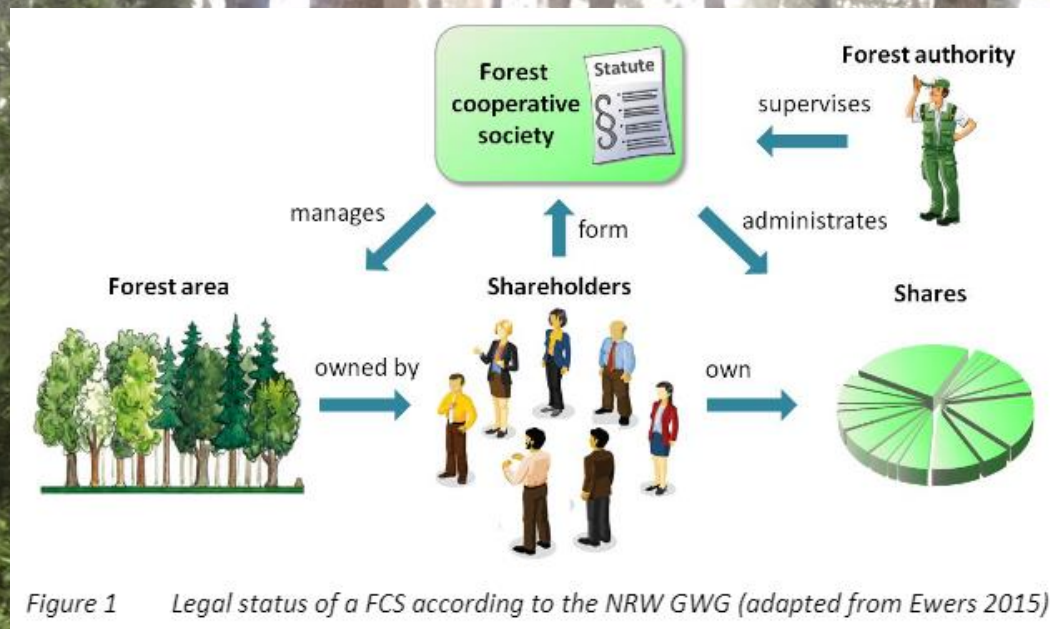 Forest
cooperative
society
Statute
§
Forest authority
supervises
manages
form
administrates
Forest area
Shareholders
Shares
owned by
own
Figure 1 Legal status of a FCS according to the NRW GWG (adapted from Ewers 2015)